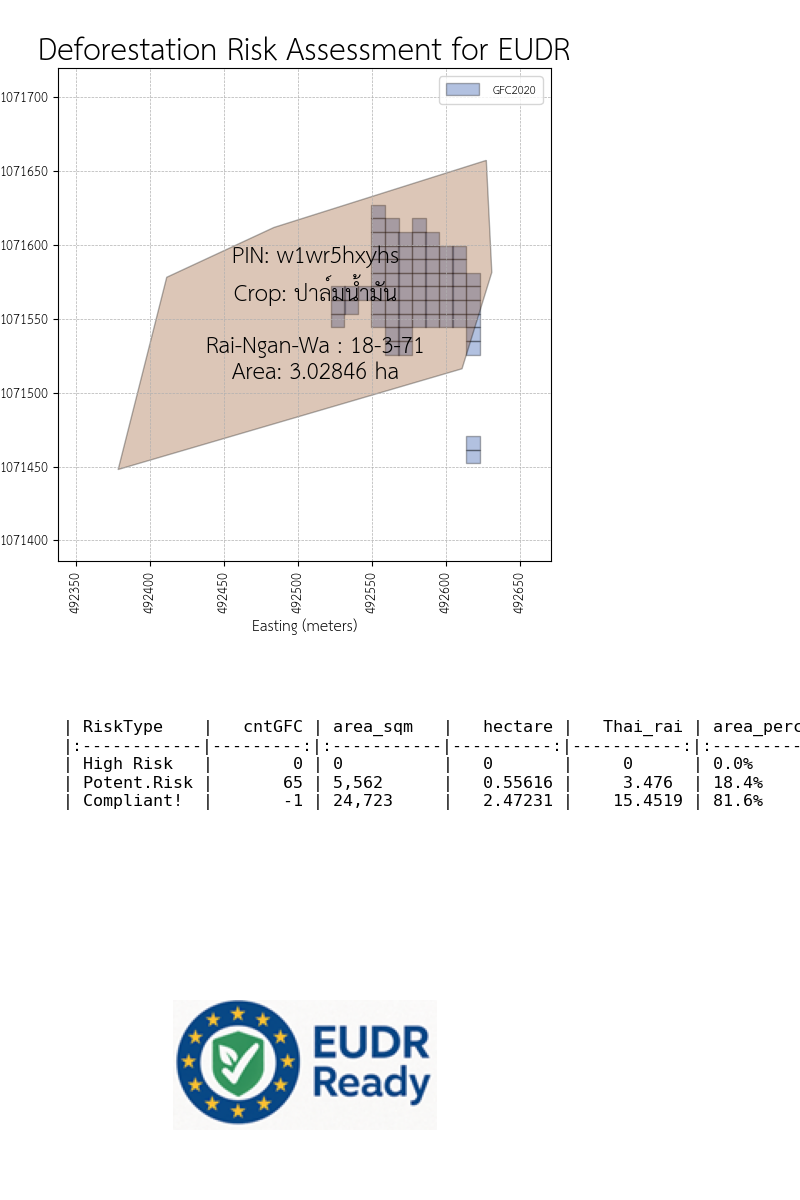 Deforestation Risk Assessment for EUDR
GFC2020
1071700
1071650
1071600
1071550
1071500
1071450
1071400
PIN: w1wr5hxyhs
Crop: ปาล์มน้ำมัน
Rai-Ngan-Wa : 18-3-71
Area: 3.02846 ha
492350
492400
492450
492500
492550
492600
492650
Easting (meters)
| RiskType    |   cntGFC | area_sqm   |   hectare |   Thai_rai | area_perc
|:------------|---------:|:-----------|----------:|-----------:|:---------
| High Risk   |        0 | 0          |   0       |     0      | 0.0%
| Potent.Risk |       65 | 5,562      |   0.55616 |     3.476  | 18.4%
| Compliant!  |       -1 | 24,723     |   2.47231 |    15.4519 | 81.6%
EUDR
Ready